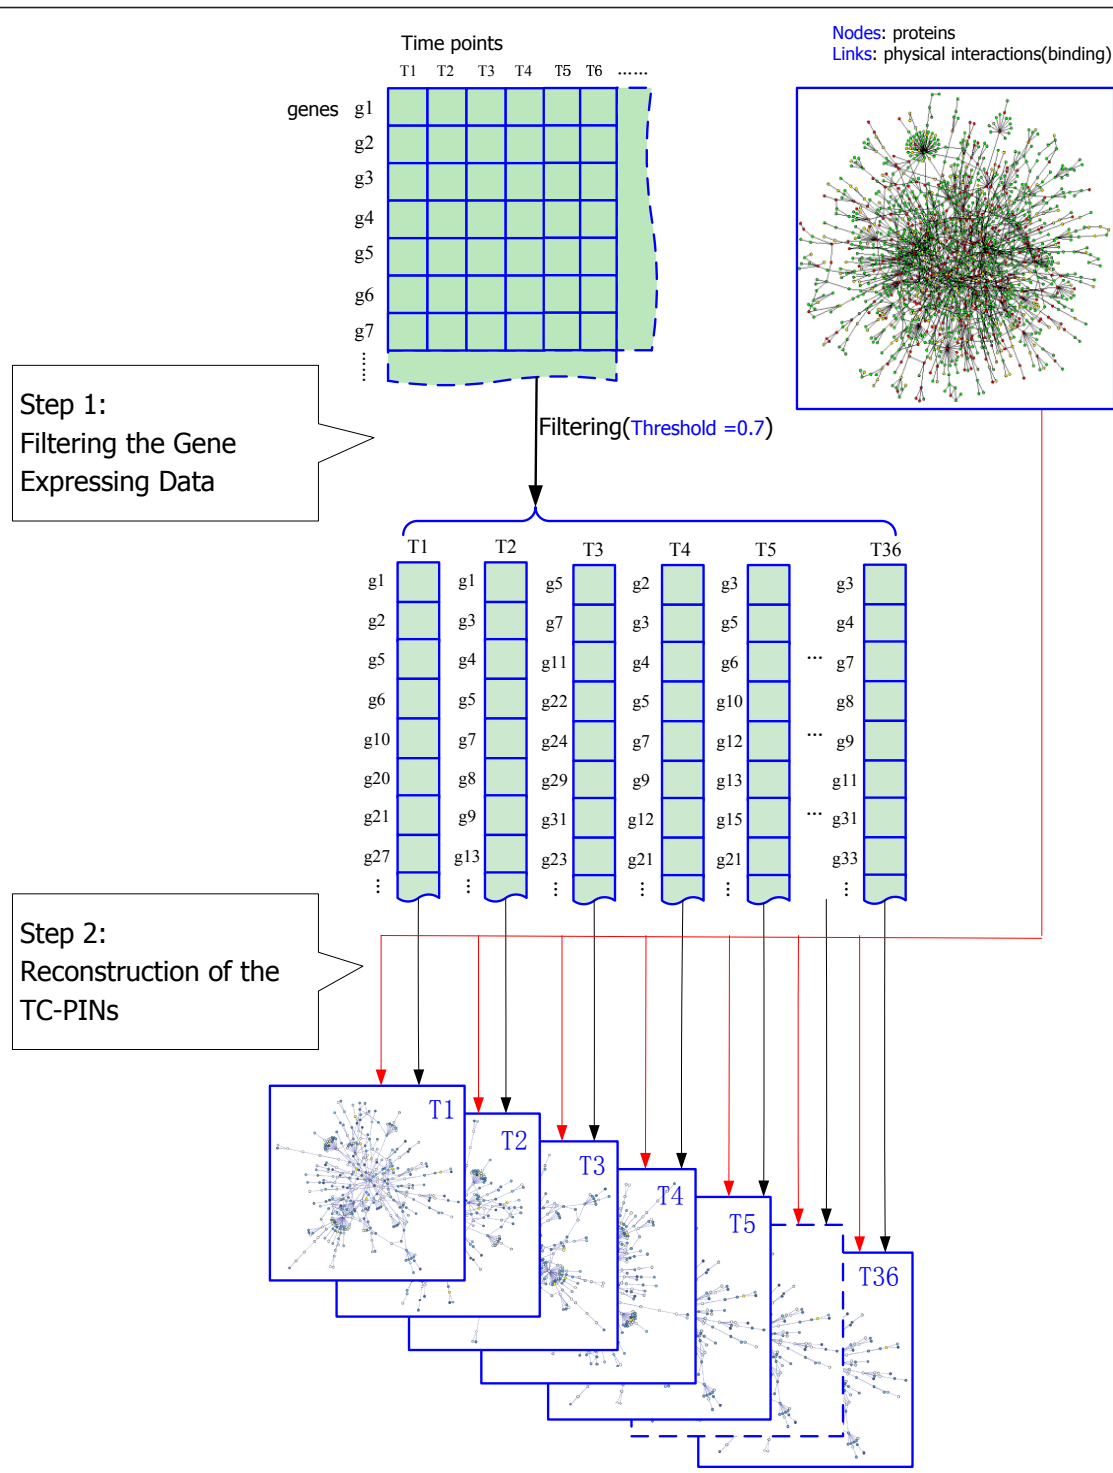 Nodes: proteins
Links: physical interactions(binding)
Time points
T1 T2 T3 T4 T5 T6 ......
genes g1
g2
g3
g4
g5
g6
g7
......
Step 1:
Filtering the Gene
Expressing Data
Filtering(Threshold =0.7)
T1 T2 T3 T4 T5 T36
g1 g1 g5 g2 g3 g3
g2 g3 g7 g3 g5 g4
g5 g4 g11 g4 g6 ... g7
g6 g5 g22 g5 g10 g8
g10 g7 g24 g7 g12 ... g9
g20 g8 g29 g9 g13 g11
g21 g9 g31 g12 g15 ... g31
g27 g13 g23 g21 g21 g33
... ... ... ... ... ...
Step 2:
Reconstruction of the
TC-PINs
T1
T2
T3
T4
T5
T36